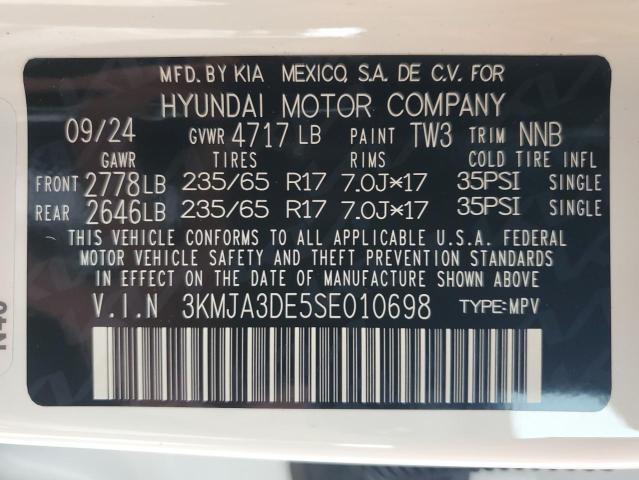 MFD. BY KIA MEXICO, S.A. DE C.V. FOR
HYUNDAI MOTOR COMPANY
09/24 GVWR 4717 LB PAINT TW3 TRIM NNB
GAWR TIRES RIMS COLD TIRE INFL
FRONT 2778LB 235/65 R17 7.0J×17 35PSI SINGLE
REAR 2646LB 235/65 R17 7.0J×17 35PSI SINGLE
THIS VEHICLE CONFORMS TO ALL APPLICABLE U.S.A. FEDERAL
MOTOR VEHICLE SAFETY AND THEFT PREVENTION STANDARDS
IN EFFECT ON THE DATE OF MANUFACTURE SHOWN ABOVE.
V.I.N 3KMJA3DE5SE010698 TYPE:MPV